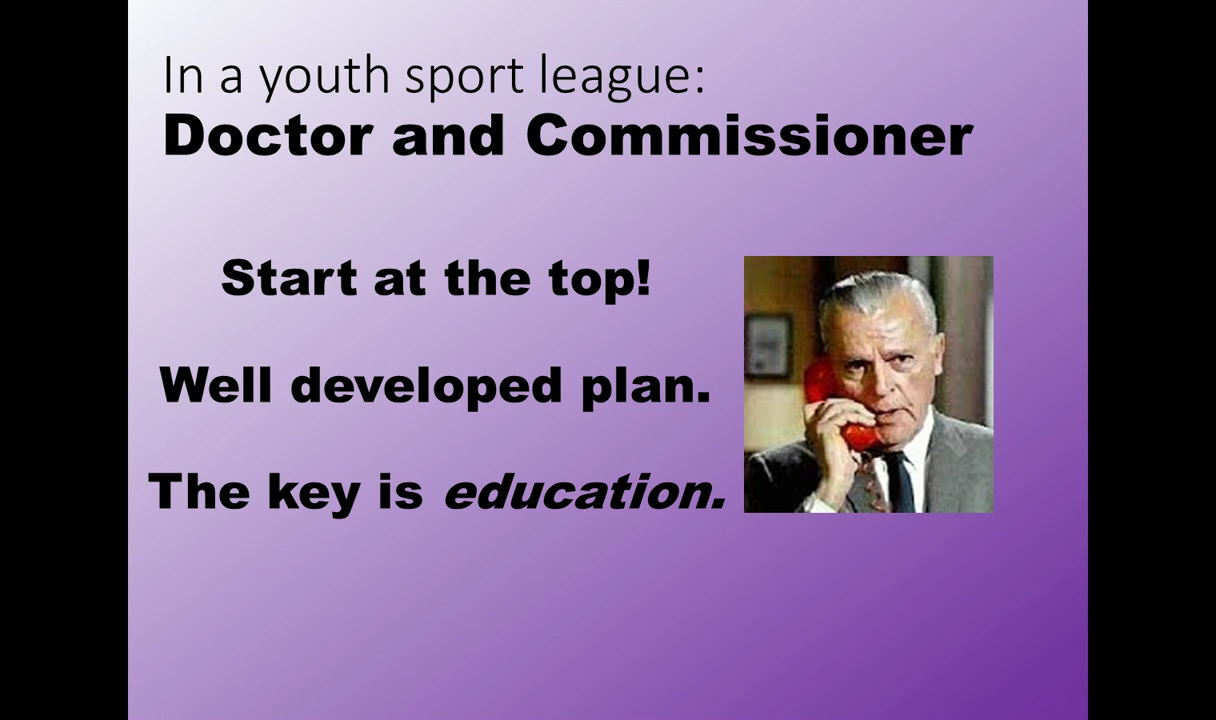 In a youth sport league:
Doctor and Commissioner
Start at the top!
Well developed plan.
The key is education.